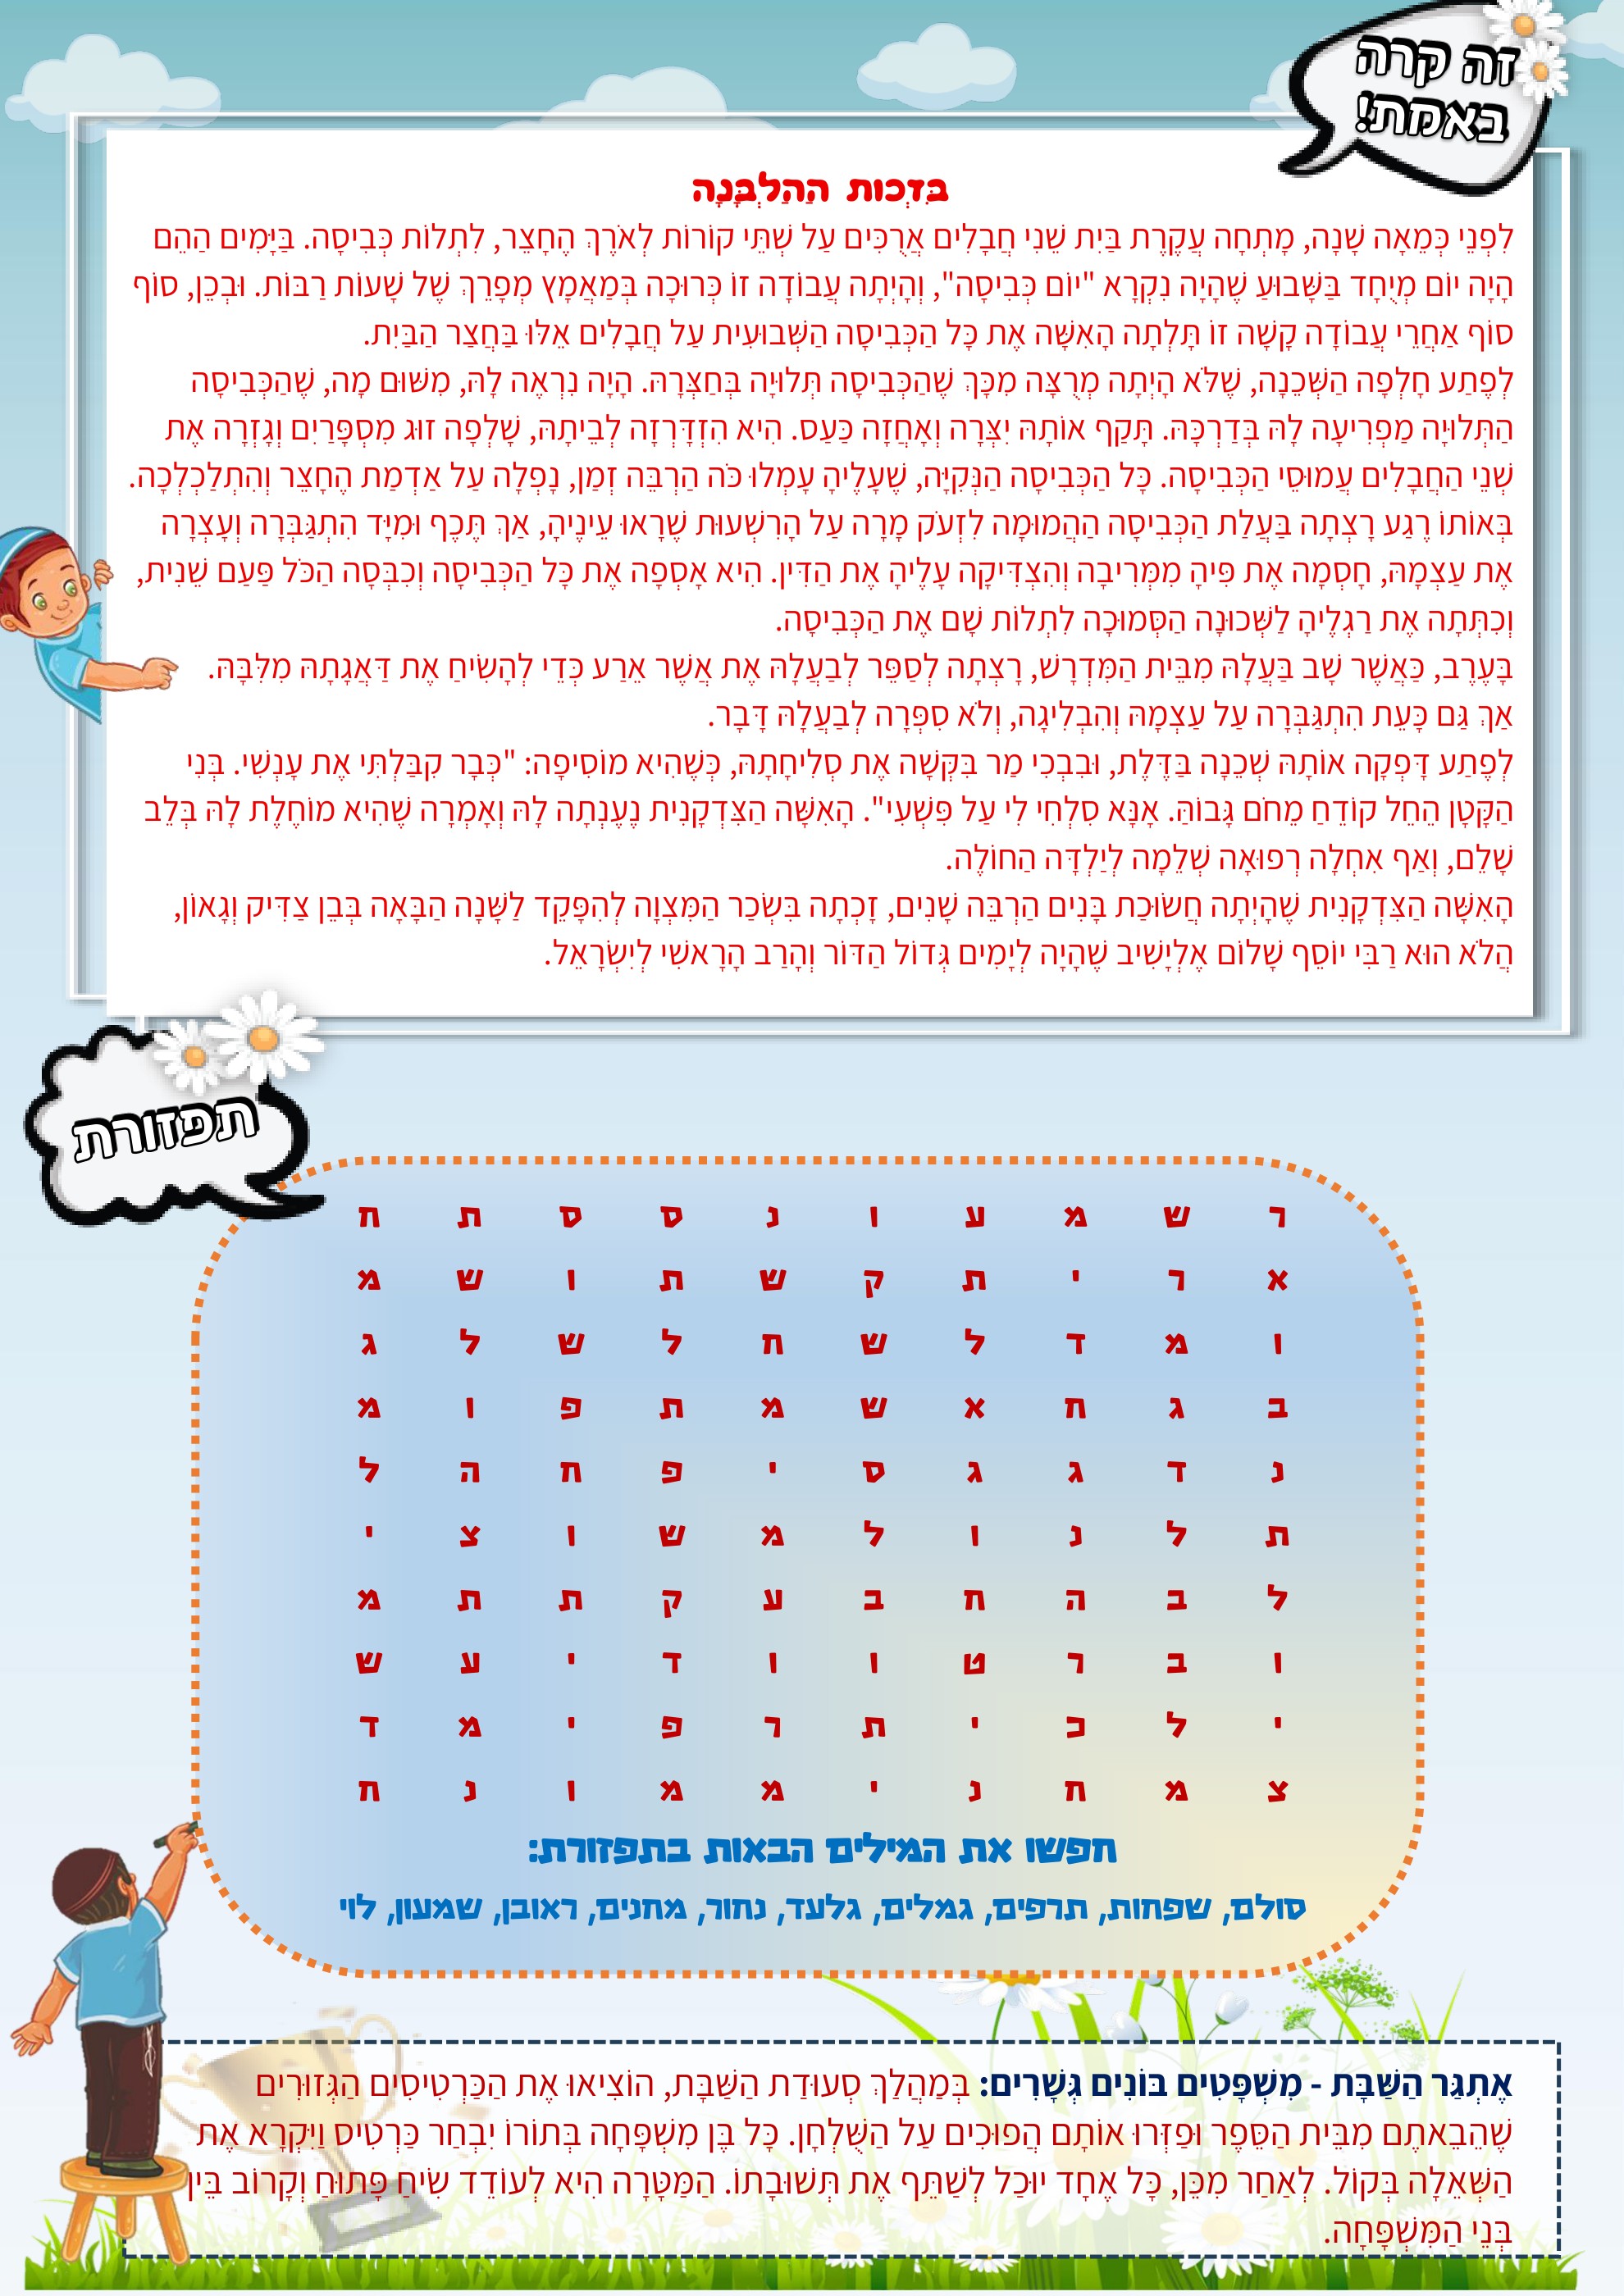 זה קרה
באמת!
בִּזְכוּת הַהַלְבָּנָה
לִפְנֵי כְּמֵאָה שָׁנָה, מָתְחָה עֲקֶרֶת בַּיִת שְׁנֵי חֲבָלִים אֲרֻכִּים עַל שְׁתֵּי קוֹרוֹת לְאֹרֶךְ הֶחָצֵר, לִתְלוֹת כְּבִיסָה. בַּיָּמִים הַהֵם
הָיָה יוֹם מְיֻחָד בַּשָּׁבוּעַ שֶׁהָיָה נִקְרָא "יוֹם כְּבִיסָה", וְהָיְתָה עֲבוֹדָה זוֹ כְּרוּכָה בְּמַאֲמָץ מְפָרֵךְ שֶׁל שָׁעוֹת רַבּוֹת. וּבְכֵן, סוֹף
סוֹף אַחֲרֵי עֲבוֹדָה קָשָׁה זוֹ תָּלְתָה הָאִשָּׁה אֶת כָּל הַכְּבִיסָה הַשְּׁבוּעִית עַל חֲבָלִים אֵלּוּ בַּחֲצַר הַבַּיִת.
לְפֶתַע חָלְפָה הַשְּׁכֵנָה, שֶׁלֹּא הָיְתָה מְרֻצָּה מִכָּךְ שֶׁהַכְּבִיסָה תְּלוּיָה בְּחַצְּרָהּ. הָיָה נִרְאֶה לָהּ, מִשּׁוּם מָה, שֶׁהַכְּבִיסָה
הַתְּלוּיָה מַפְרִיעָה לָהּ בְּדַרְכָּהּ. תָּקַף אוֹתָהּ יִצְּרָהּ וְאֲחָזָהּ כַּעַס. הִיא הִזְדָּרְזָה לְבֵיתָהּ, שָׁלְפָה זוּג מִסְפָּרַיִם וְגָזְרָה אֶת
שְׁנֵי הַחֲבָלִים עֲמוּסֵי הַכְּבִיסָה. כָּל הַכְּבִיסָה הַנְּקִיָּה, שֶׁעָלֶיהָ עָמְלוּ כֹּה הַרְבֵּה זְמַן, נָפְלָה עַל אַדְמַת הֶחָצֵר וְהִתְלַכְלְכָה.
בְּאוֹתוֹ רֶגַע רָצְתָה בַּעֲלַת הַכְּבִיסָה הַהֲמוּמָה לִזְעֹק מָרָה עַל הָרִשְׁעוּת שֶׁרָאוּ עֵינֶיהָ, אַךְ תֵּכֶף וּמִיָּד הִתְגַּבְּרָה וְעָצְרָה
אֶת עַצְמָהּ, חָסְמָה אֶת פִּיהָ מִמְּרִיבָה וְהִצְדִּיקָה עָלֶיהָ אֶת הַדִּין. הִיא אָסְפָה אֶת כָּל הַכְּבִיסָה וְכִבְּסָה הַכֹּל פַּעַם שֵׁנִית,
וְכִתְּתָה אֶת רַגְלֶיהָ לַשְּׁכוּנָה הַסְּמוּכָה לִתְלוֹת שָׁם אֶת הַכְּבִיסָה.
בָּעֶרֶב, כַּאֲשֶׁר שָׁב בַּעֲלָהּ מִבֵּית הַמִּדְרָשׁ, רָצְתָה לְסַפֵּר לְבַעֲלָהּ אֶת אֲשֶׁר אֵרַע כְּדֵי לְהָשִׂיחַ אֶת דַּאֲגָתָהּ מִלִּבָּהּ.
אַךְ גַּם כָּעֵת הִתְגַּבְּרָה עַל עַצְמָהּ וְהִבְלִיגָה, וְלֹא סִפְּרָה לְבַעֲלָהּ דָּבָר.
לְפֶתַע דָּפְקָה אוֹתָהּ שְׁכֵנָה בַּדֶּלֶת, וּבִבְכִי מַר בִּקְּשָׁה אֶת סְלִיחָתָהּ, כְּשֶׁהִיא מוֹסִיפָה: "כְּבָר קִבַּלְתִּי אֶת עָנְשִׁי. בְּנִי
הַקָּטָן הֵחֵל קוֹדֵחַ מֵחֹם גָּבוֹהַּ. אָנָּא סִלְחִי לִי עַל פִּשְׁעִי". הָאִשָּׁה הַצִּדְקָנִית נֶעֶנְתָה לָהּ וְאָמְרָה שֶׁהִיא מוֹחֶלֶת לָהּ בְּלֵב
שָׁלֵם, וְאַף אִחְלָה רְפוּאָה שְׁלֵמָה לְיַלְדָּהּ הַחוֹלֶה.
הָאִשָּׁה הַצִּדְקָנִית שֶׁהָיְתָה חֲשׂוּכַת בָּנִים הַרְבֵּה שָׁנִים, זָכְתָה בִּשְׂכַר הַמִּצְוָה לְהִפָּקֵד לַשָּׁנָה הַבָּאָה בְּבֵן צַדִּיק וְגָאוֹן,
הֲלֹא הוּא רַבִּי יוֹסֵף שָׁלוֹם אֶלְיָשִׁיב שֶׁהָיָה לְיָמִים גְּדוֹל הַדּוֹר וְהָרַב הָרָאשִׁי לְיִשְׂרָאֵל.
תפזורת
ר ש מ ע ו נ ס ס ת ח
א ר י ת ק ש ת ו ש מ
ו מ ד ל ש ח ל ש ל ג
ב ג ח א ש מ ת פ ו מ
נ ד ג ג ס י פ ח ה ל
ת ל נ ו ל מ ש ו צ י
ל ב ה ח ב ע ק ת ת מ
ו ב ר ט ו ו ד י ע ש
י ל כ י ת ר פ י מ ד
צ מ ח נ י מ מ ו נ ח
חפשו את המילים הבאות בתפזורת:
סולם, שפחות, תרפים, גמלים, גלעד, נחור, מחנים, ראובן, שמעון, לוי
אֶתְגַּר הַשַּׁבָּת - מִשְׁפָּטִים בּוֹנִים גְּשָׁרִים: בְּמַהֲלַךְ סְעוּדַת הַשַּׁבָּת, הוֹצִיאוּ אֶת הַכַּרְטִיסִים הַגְּזוּרִים
שֶׁהֵבֵאתֶם מִבֵּית הַסֵּפֶר וּפַזְּרוּ אוֹתָם הֲפוּכִים עַל הַשֻּׁלְחָן. כָּל בֶּן מִשְׁפָּחָה בְּתוֹרוֹ יִבְחַר כַּרְטִיס וַיִּקְרָא אֶת
הַשְּׁאֵלָה בְּקוֹל. לְאַחַר מִכֵּן, כָּל אֶחָד יוּכַל לְשַׁתֵּף אֶת תְּשׁוּבָתוֹ. הַמַּטָּרָה הִיא לְעוֹדֵד שִׂיחַ פָּתוּחַ וְקָרוֹב בֵּין
בְּנֵי הַמִּשְׁפָּחָה.